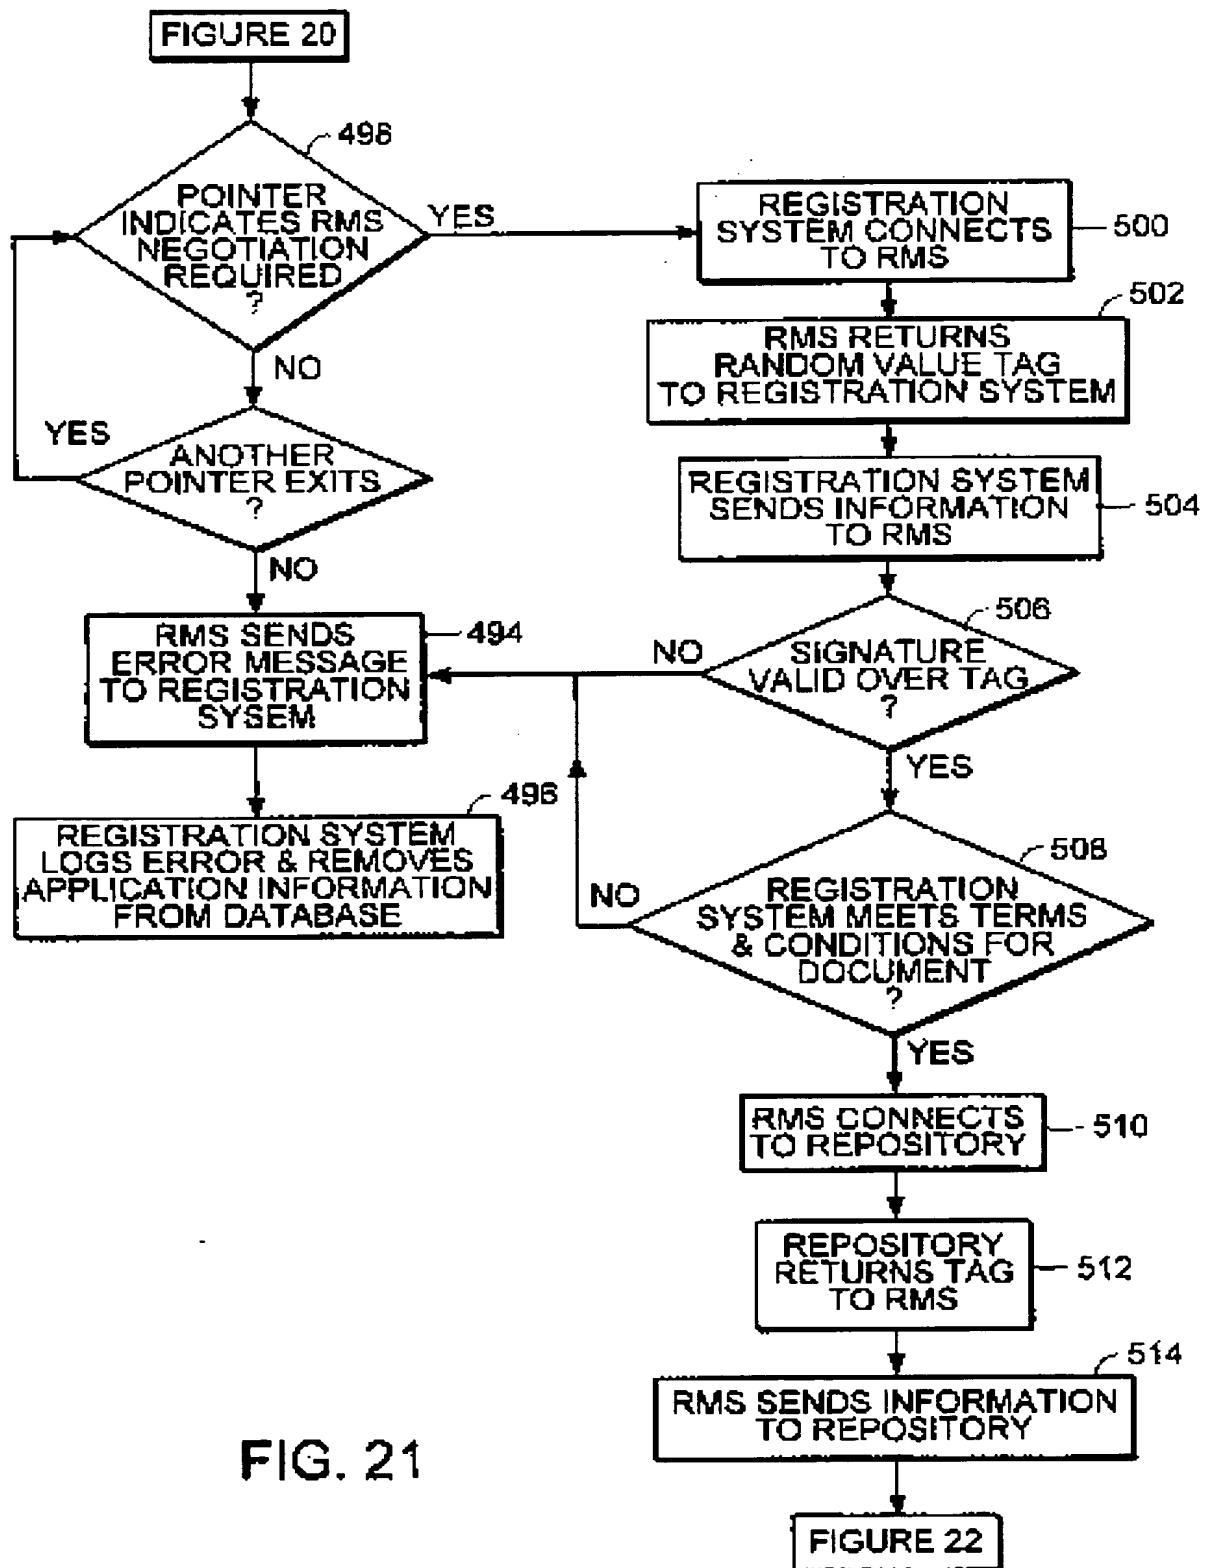 FIGURE 20
498
POINTER
INDICATES RMS
NEGOTIATION
REQUIRED
?
YES
NO
YES
ANOTHER
POINTER EXITS
?
NO
RMS SENDS
ERROR MESSAGE
TO REGISTRATION
SYSEM
494
496
REGISTRATION SYSTEM
LOGS ERROR & REMOVES
APPLICATION INFORMATION
FROM DATABASE
REGISTRATION
SYSTEM CONNECTS
TO RMS
500
502
RMS RETURNS
RANDOM VALUE TAG
TO REGISTRATION SYSTEM
REGISTRATION SYSTEM
SENDS INFORMATION
TO RMS
504
506
SIGNATURE
VALID OVER TAG
?
NO
YES
508
REGISTRATION
SYSTEM MEETS TERMS
& CONDITIONS FOR
DOCUMENT
?
NO
YES
RMS CONNECTS
TO REPOSITORY
510
REPOSITORY
RETURNS TAG
TO RMS
512
514
RMS SENDS INFORMATION
TO REPOSITORY
FIGURE 22
FIG. 21